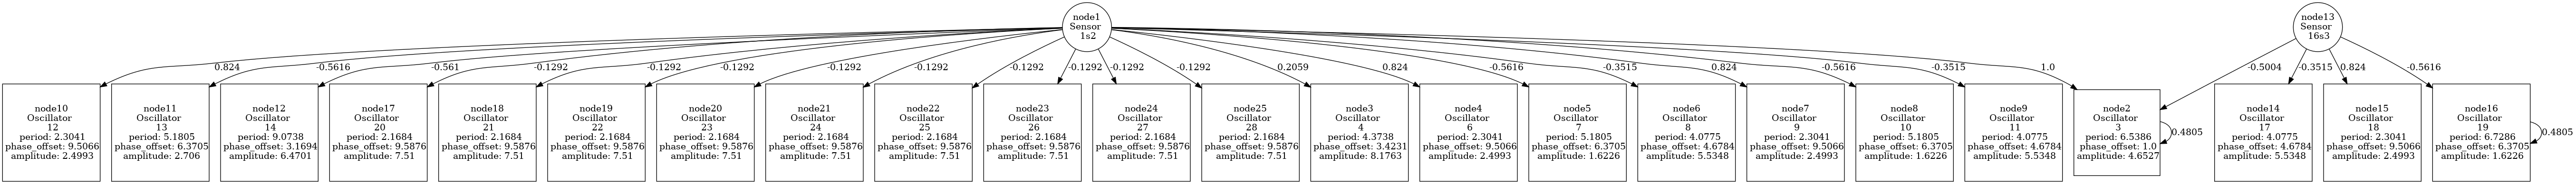 node1
Sensor
1s2
node13
Sensor
16s3
0.824
-0.5616
-0.561
-0.1292
-0.1292
-0.1292
-0.1292
-0.1292
-0.1292
-0.1292
-0.1292
-0.1292
0.2059
0.824
-0.5616
-0.3515
0.824
-0.5616
-0.3515
1.0
-0.5004
-0.3515
0.824
-0.5616
node10
Oscillator
12
period: 2.3041
phase_offset: 9.5066
amplitude: 2.4993
node11
Oscillator
13
period: 5.1805
phase_offset: 6.3705
amplitude: 2.706
node12
Oscillator
14
period: 9.0738
phase_offset: 3.1694
amplitude: 6.4701
node17
Oscillator
20
period: 2.1684
phase_offset: 9.5876
amplitude: 7.51
node18
Oscillator
21
period: 2.1684
phase_offset: 9.5876
amplitude: 7.51
node19
Oscillator
22
period: 2.1684
phase_offset: 9.5876
amplitude: 7.51
node20
Oscillator
23
period: 2.1684
phase_offset: 9.5876
amplitude: 7.51
node21
Oscillator
24
period: 2.1684
phase_offset: 9.5876
amplitude: 7.51
node22
Oscillator
25
period: 2.1684
phase_offset: 9.5876
amplitude: 7.51
node23
Oscillator
26
period: 2.1684
phase_offset: 9.5876
amplitude: 7.51
node24
Oscillator
27
period: 2.1684
phase_offset: 9.5876
amplitude: 7.51
node25
Oscillator
28
period: 2.1684
phase_offset: 9.5876
amplitude: 7.51
node3
Oscillator
4
period: 4.3738
phase_offset: 3.4231
amplitude: 8.1763
node4
Oscillator
6
period: 2.3041
phase_offset: 9.5066
amplitude: 2.4993
node5
Oscillator
7
period: 5.1805
phase_offset: 6.3705
amplitude: 1.6226
node6
Oscillator
8
period: 4.0775
phase_offset: 4.6784
amplitude: 5.5348
node7
Oscillator
9
period: 2.3041
phase_offset: 9.5066
amplitude: 2.4993
node8
Oscillator
10
period: 5.1805
phase_offset: 6.3705
amplitude: 1.6226
node9
Oscillator
11
period: 4.0775
phase_offset: 4.6784
amplitude: 5.5348
node2
Oscillator
3
period: 6.5386
phase_offset: 1.0
amplitude: 4.6527
0.4805
node14
Oscillator
17
period: 4.0775
phase_offset: 4.6784
amplitude: 5.5348
node15
Oscillator
18
period: 2.3041
phase_offset: 9.5066
amplitude: 2.4993
node16
Oscillator
19
period: 6.7286
phase_offset: 6.3705
amplitude: 1.6226
0.4805